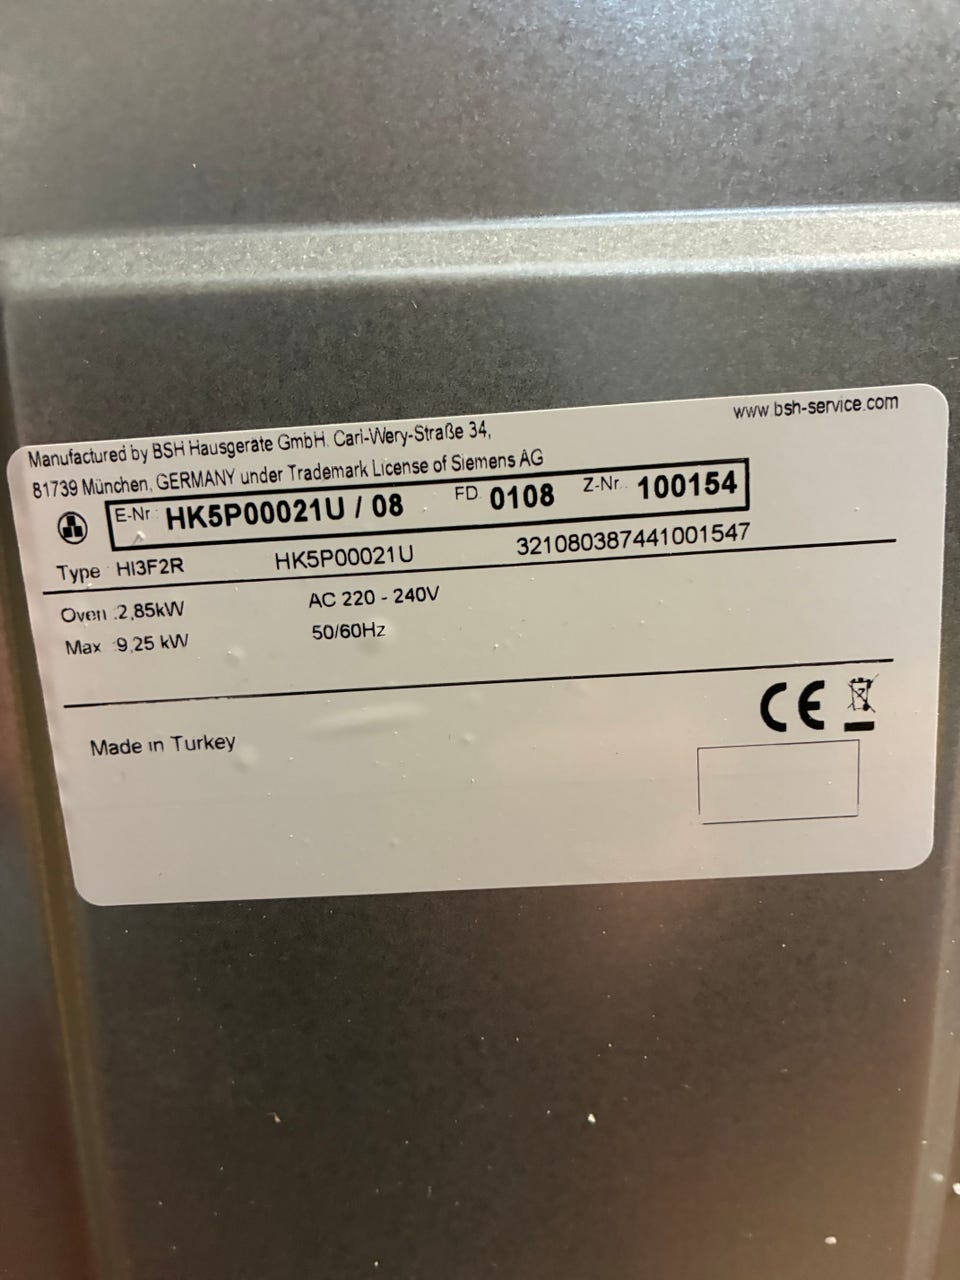 www.bsh-service.com
Manufactured by BSH Hausgeräte GmbH. Carl-Wery-Straße 34,
81739 München, GERMANY under Trademark License of Siemens AG
E-Nr.: HK5P00021U / 08 FD 0108 Z-Nr.: 100154
Type HI3F2R HK5P00021U 321080387441001547
Oven :2,85kW AC 220 - 240V
Max :9,25 kW 50/60Hz
CE
Made in Turkey